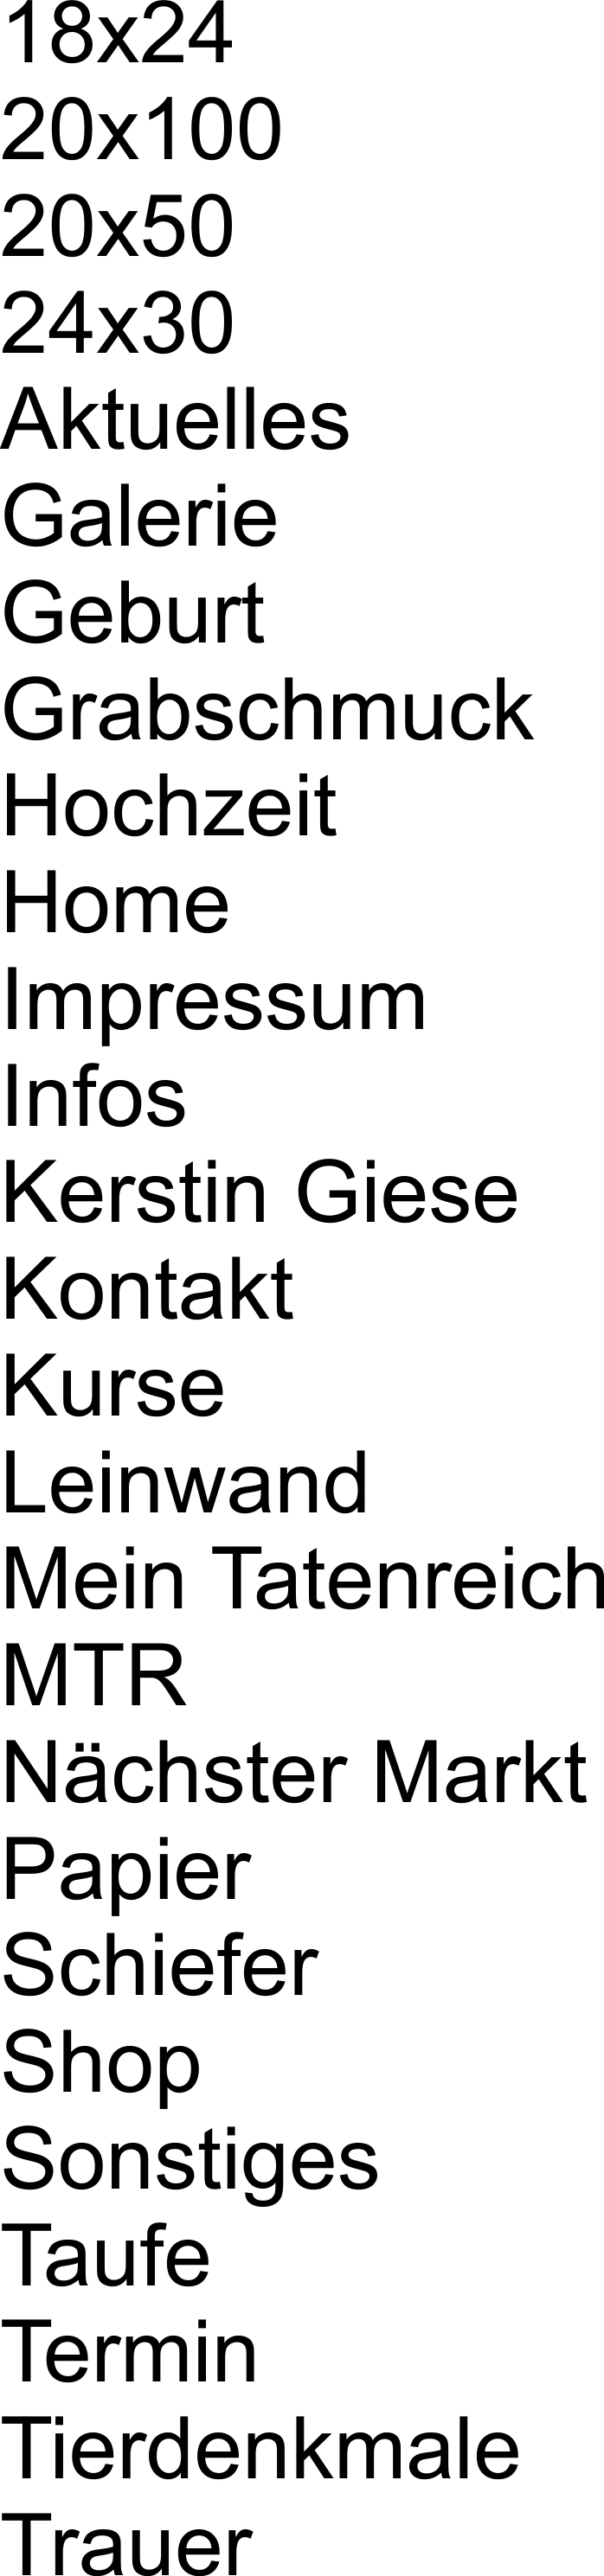 18x24
20x100
20x50
24x30
Aktuelles
Galerie
Geburt
Grabschmuck
Hochzeit
Home
Impressum
Infos
Kerstin Giese
Kontakt
Kurse
Leinwand
Mein Tatenreich
MTR
Nächster Markt
Papier
Schiefer
Shop
Sonstiges
Taufe
Termin
Tierdenkmale
Trauer